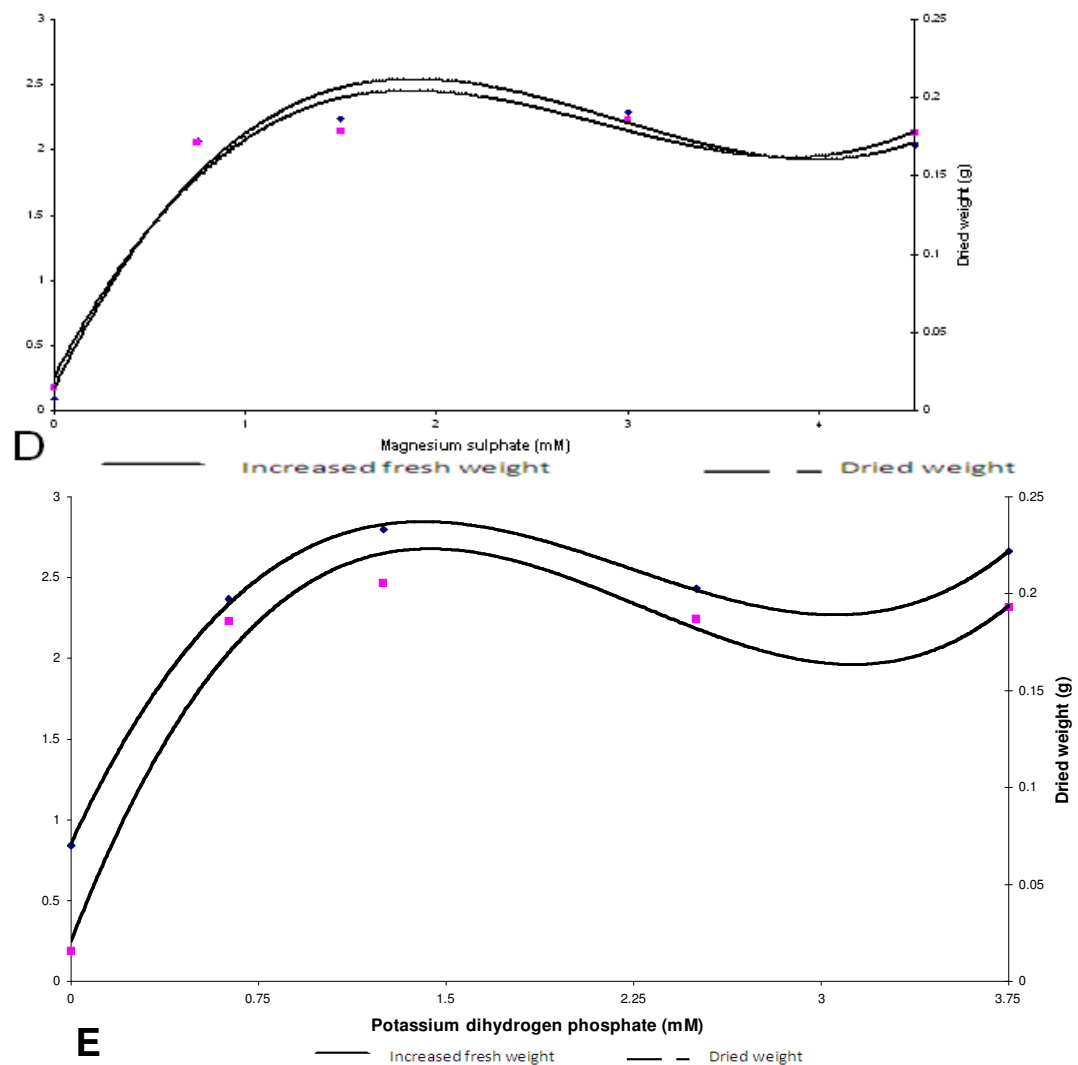 3
2.5
2
1.5
1
0.5
0
0.25
0.2
0.15
0.1
0.05
0
Dried weight (g)
0 1 2 3 4
Magnesium sulphate (mM)
D
Increased fresh weight Dried weight
3
2.5
2
1.5
1
0.5
0
0.25
0.2
0.15
0.1
0.05
0
Dried weight (g)
0 0.75 1.5 2.25 3 3.75
Potassium dihydrogen phosphate (mM)
E
Increased fresh weight Dried weight